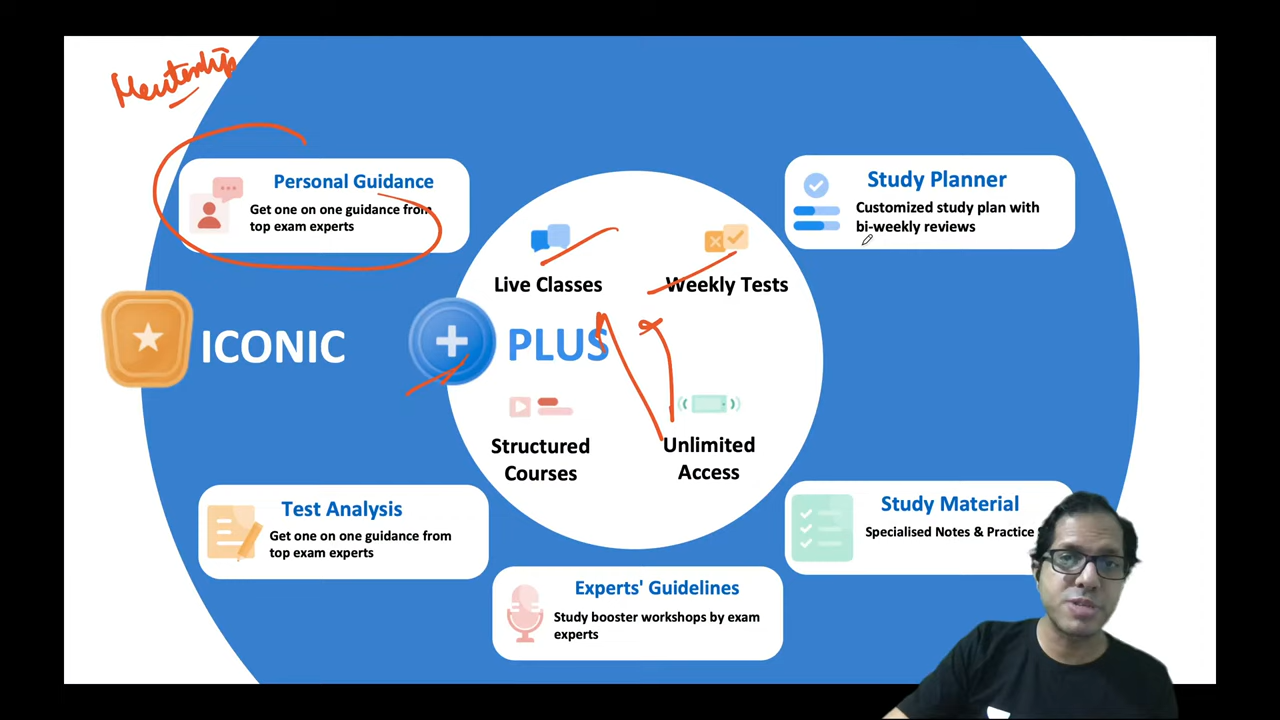 Mentorship
Personal Guidance
Get one on one guidance from
top exam experts
Study Planner
Customized study plan with
bi-weekly reviews
Live Classes
Weekly Tests
ICONIC
PLUS
Structured
Courses
Unlimited
Access
Test Analysis
Get one on one guidance from
top exam experts
Study Material
Specialised Notes & Practice
Experts' Guidelines
Study booster workshops by exam
experts